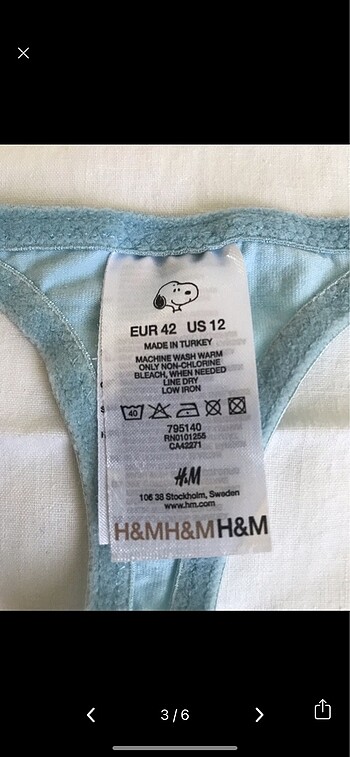 EUR 42 US 12
MADE IN TURKEY
MACHINE WASH WARM
ONLY NON-CHLORINE
BLEACH, WHEN NEEDED
LINE DRY
LOW IRON
40
795140
RN0101255
CA42271
H&M
106 38 Stockholm, Sweden
www.hm.com
H&MH&MH&M
3/6